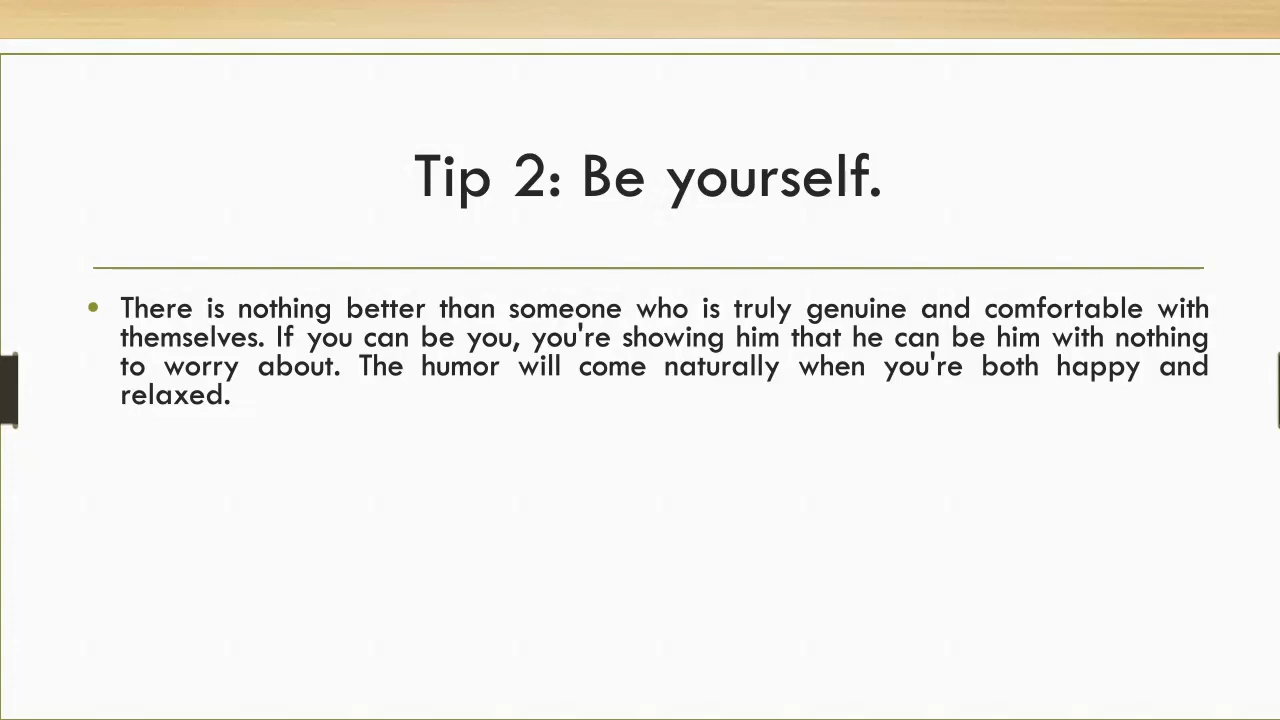 Tip 2: Be yourself.
• There is nothing better than someone who is truly genuine and comfortable with
themselves. If you can be you, you're showing him that he can be him with nothing
to worry about. The humor will come naturally when you're both happy and
relaxed.